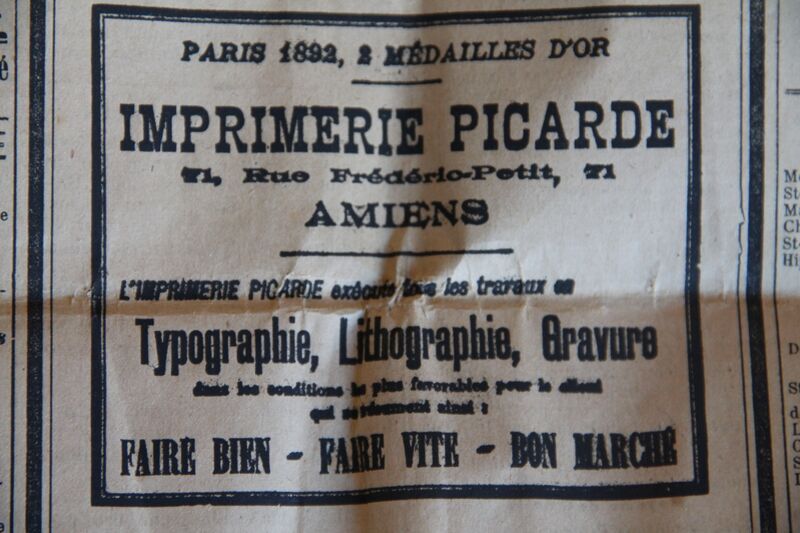 PARIS 1892, 2 MÉDAILLES D'OR
IMPRIMERIE PICARDE
71, Rue Frédéric-Petit, 71
AMIENS
L'IMPRIMERIE PICARDE exécute tous les travaux en
Typographie, Lithographie, Gravure
dans les conditions les plus favorables pour le client
qui se résument ainsi :
FAIRE BIEN - FAIRE VITE - BON MARCHÉ